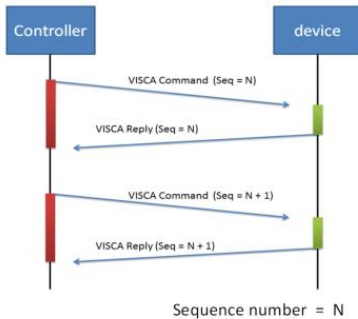 Controller
device
VISCA Command (Seq = N)
VISCA Reply (Seq = N)
VISCA Command (Seq = N + 1)
VISCA Reply (Seq = N + 1)
Sequence number = N